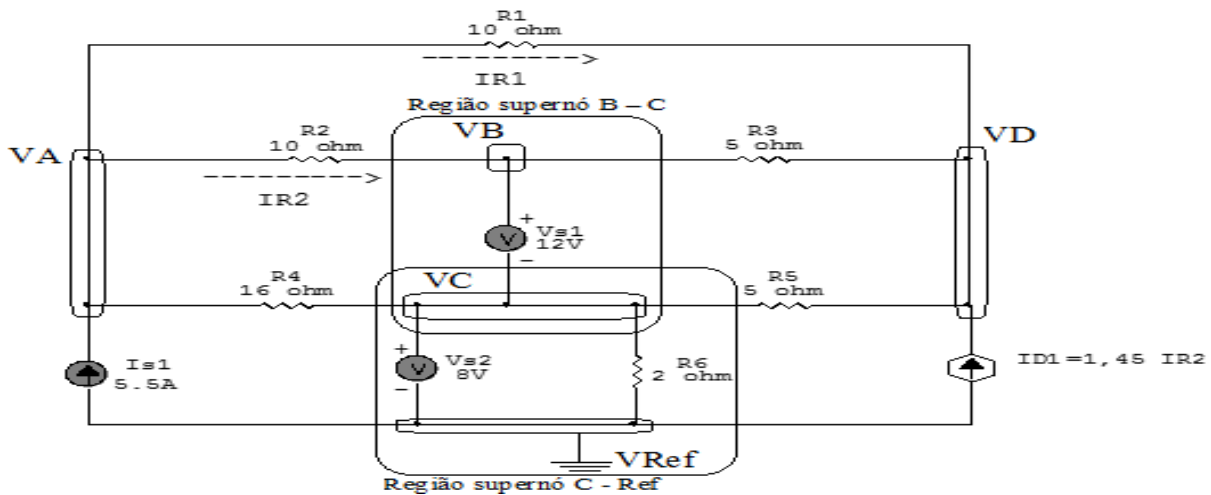 R1
10 ohm
IR1
Região supernó B – C
VA
R2
10 ohm
IR2
VB
R3
5 ohm
VD
+
V
Vs1
12V
-
R4
16 ohm
VC
R5
5 ohm
Is1
5.5A
+
V
Vs2
8V
-
R6
2 ohm
ID1=1,45 IR2
VRef
Região supernó C - Ref